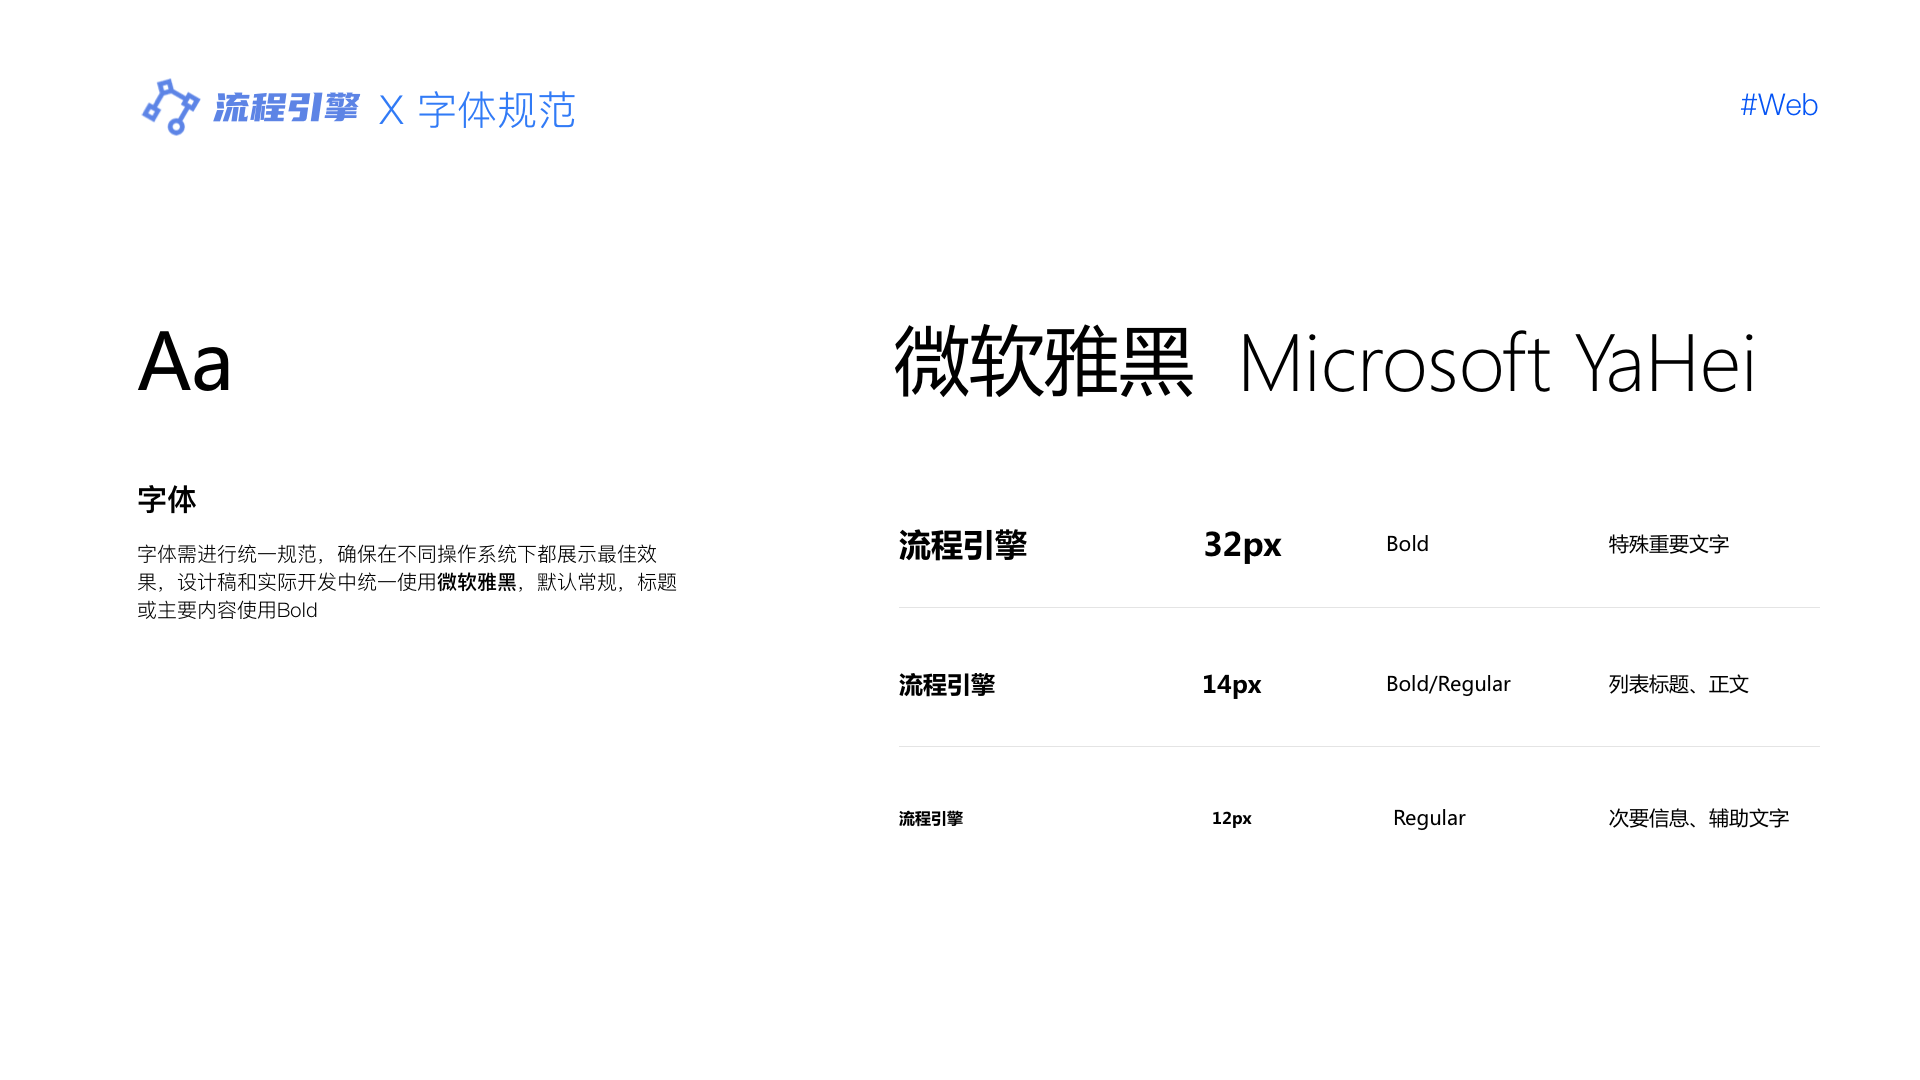 流程引擎 X 字体规范
#Web
Aa
微软雅黑 Microsoft YaHei
字体
字体需进行统一规范，确保在不同操作系统下都展示最佳效
果，设计稿和实际开发中统一使用微软雅黑，默认常规，标题
或主要内容使用Bold
流程引擎 32px Bold 特殊重要文字
流程引擎 14px Bold/Regular 列表标题、正文
流程引擎 12px Regular 次要信息、辅助文字